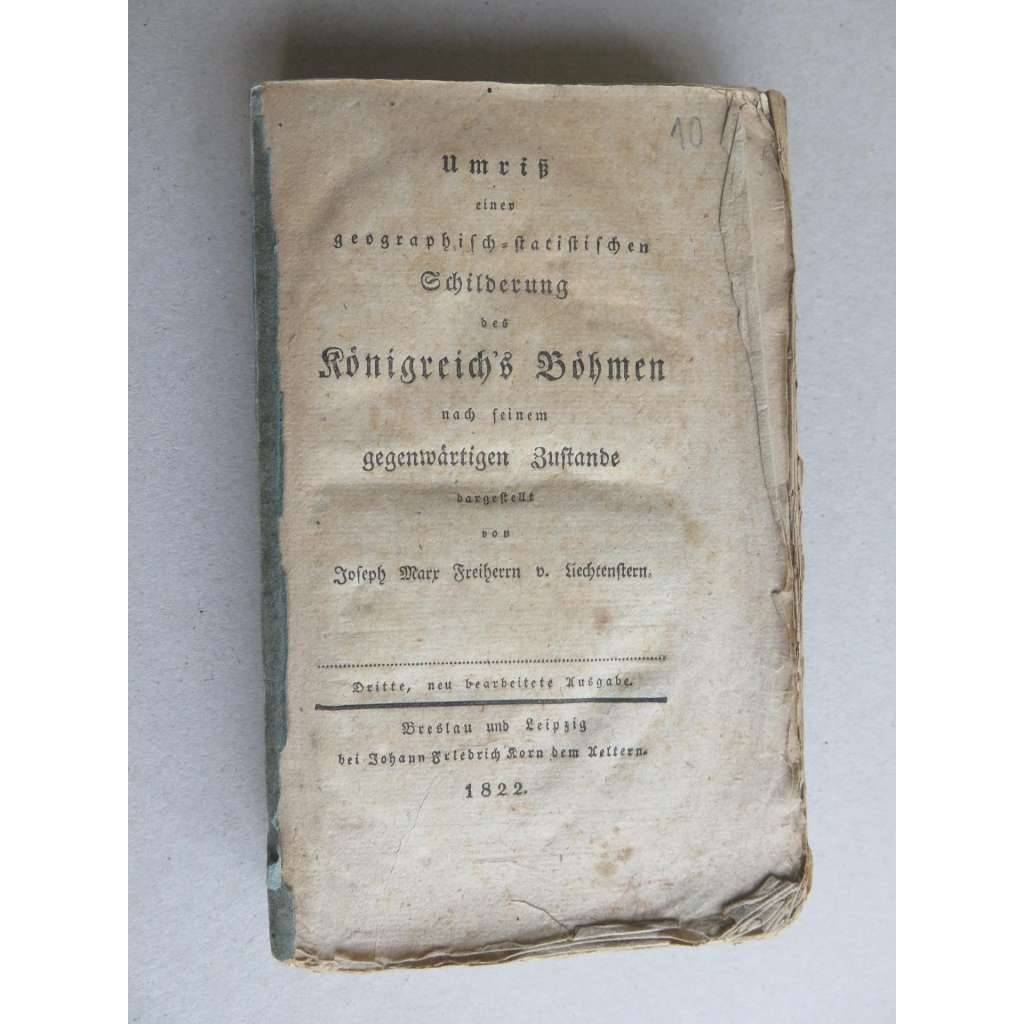 10
Umriß
einer
geographisch-statistischen
Schilderung
des
Königreich's Böhmen
nach seinem
gegenwärtigen Zustande
dargestellt
von
Joseph Marx Freiherrn v. Liechtenstern.
Dritte, neu bearbeitete Ausgabe.
Breslau und Leipzig
bei Johann Friedrich Korn dem Aeltern.
1822.